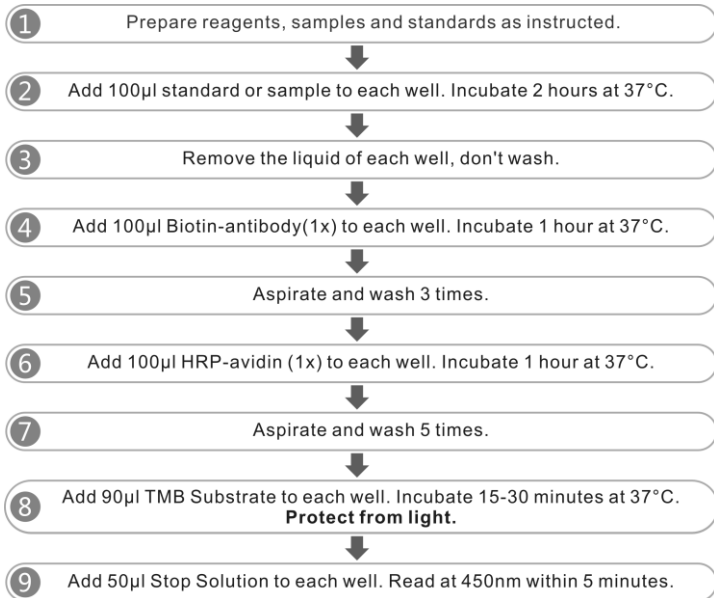 1 Prepare reagents, samples and standards as instructed.
2 Add 100μl standard or sample to each well. Incubate 2 hours at 37°C.
3 Remove the liquid of each well, don't wash.
4 Add 100μl Biotin-antibody(1x) to each well. Incubate 1 hour at 37°C.
5 Aspirate and wash 3 times.
6 Add 100μl HRP-avidin (1x) to each well. Incubate 1 hour at 37°C.
7 Aspirate and wash 5 times.
8 Add 90μl TMB Substrate to each well. Incubate 15-30 minutes at 37°C.
Protect from light.
9 Add 50μl Stop Solution to each well. Read at 450nm within 5 minutes.